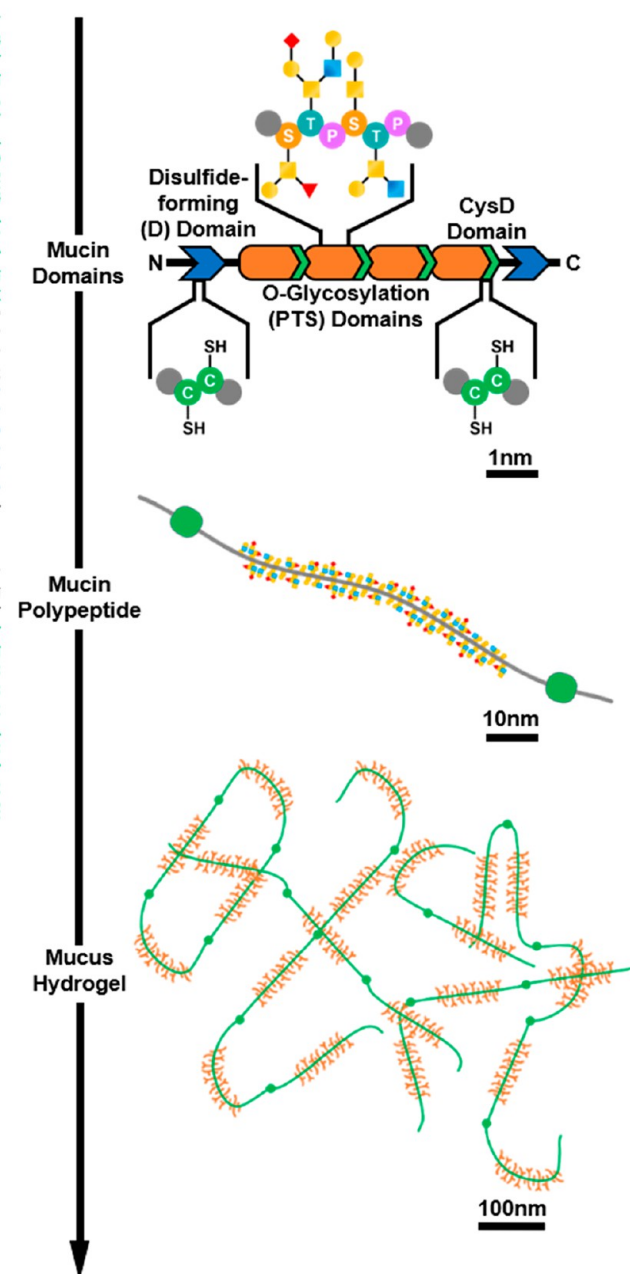 S
T
P
S
T
P
Disulfide-
forming
(D) Domain
CysD
Domain
Mucin
Domains
N
C
O-Glycosylation
(PTS) Domains
SH
C
C
SH
SH
C
C
SH
1nm
Mucin
Polypeptide
10nm
Mucus
Hydrogel
100nm